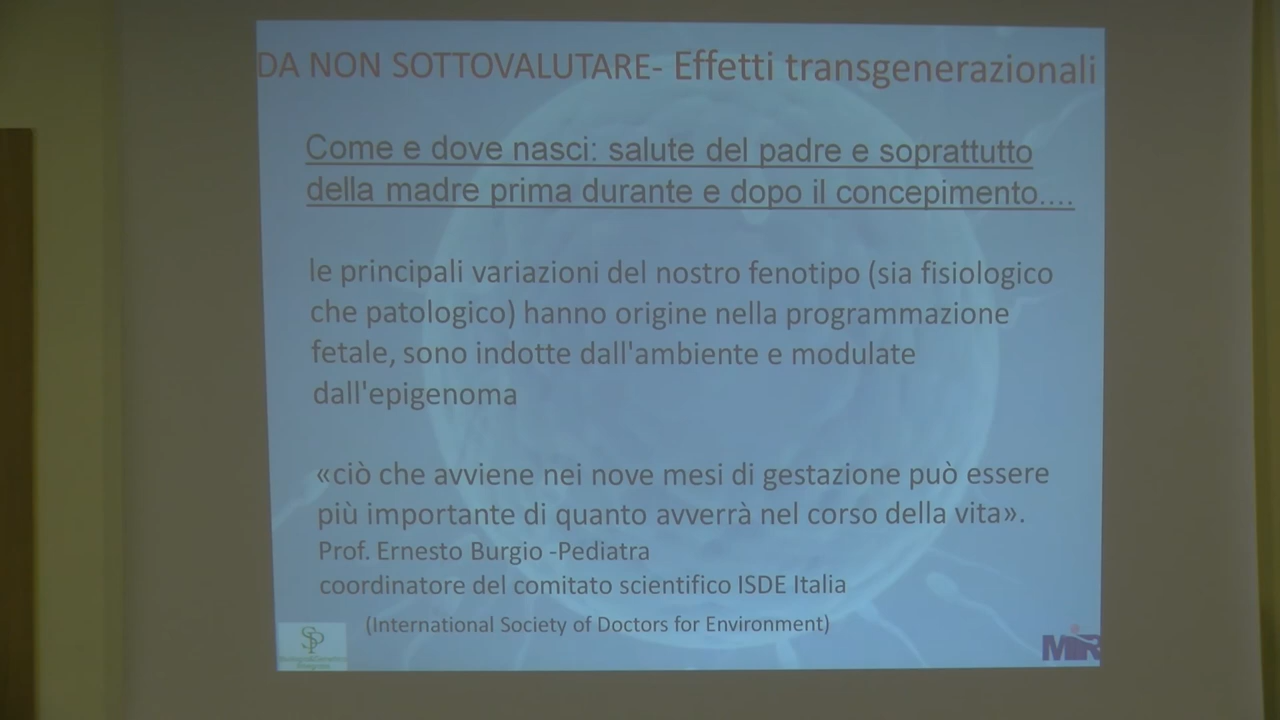 DA NON SOTTOVALUTARE- Effetti transgenerazionali
Come e dove nasci: salute del padre e soprattutto
della madre prima durante e dopo il concepimento....
le principali variazioni del nostro fenotipo (sia fisiologico
che patologico) hanno origine nella programmazione
fetale, sono indotte dall'ambiente e modulate
dall'epigenoma
«ciò che avviene nei nove mesi di gestazione può essere
più importante di quanto avverrà nel corso della vita».
Prof. Ernesto Burgio -Pediatra
coordinatore del comitato scientifico ISDE Italia
(International Society of Doctors for Environment)
MiR